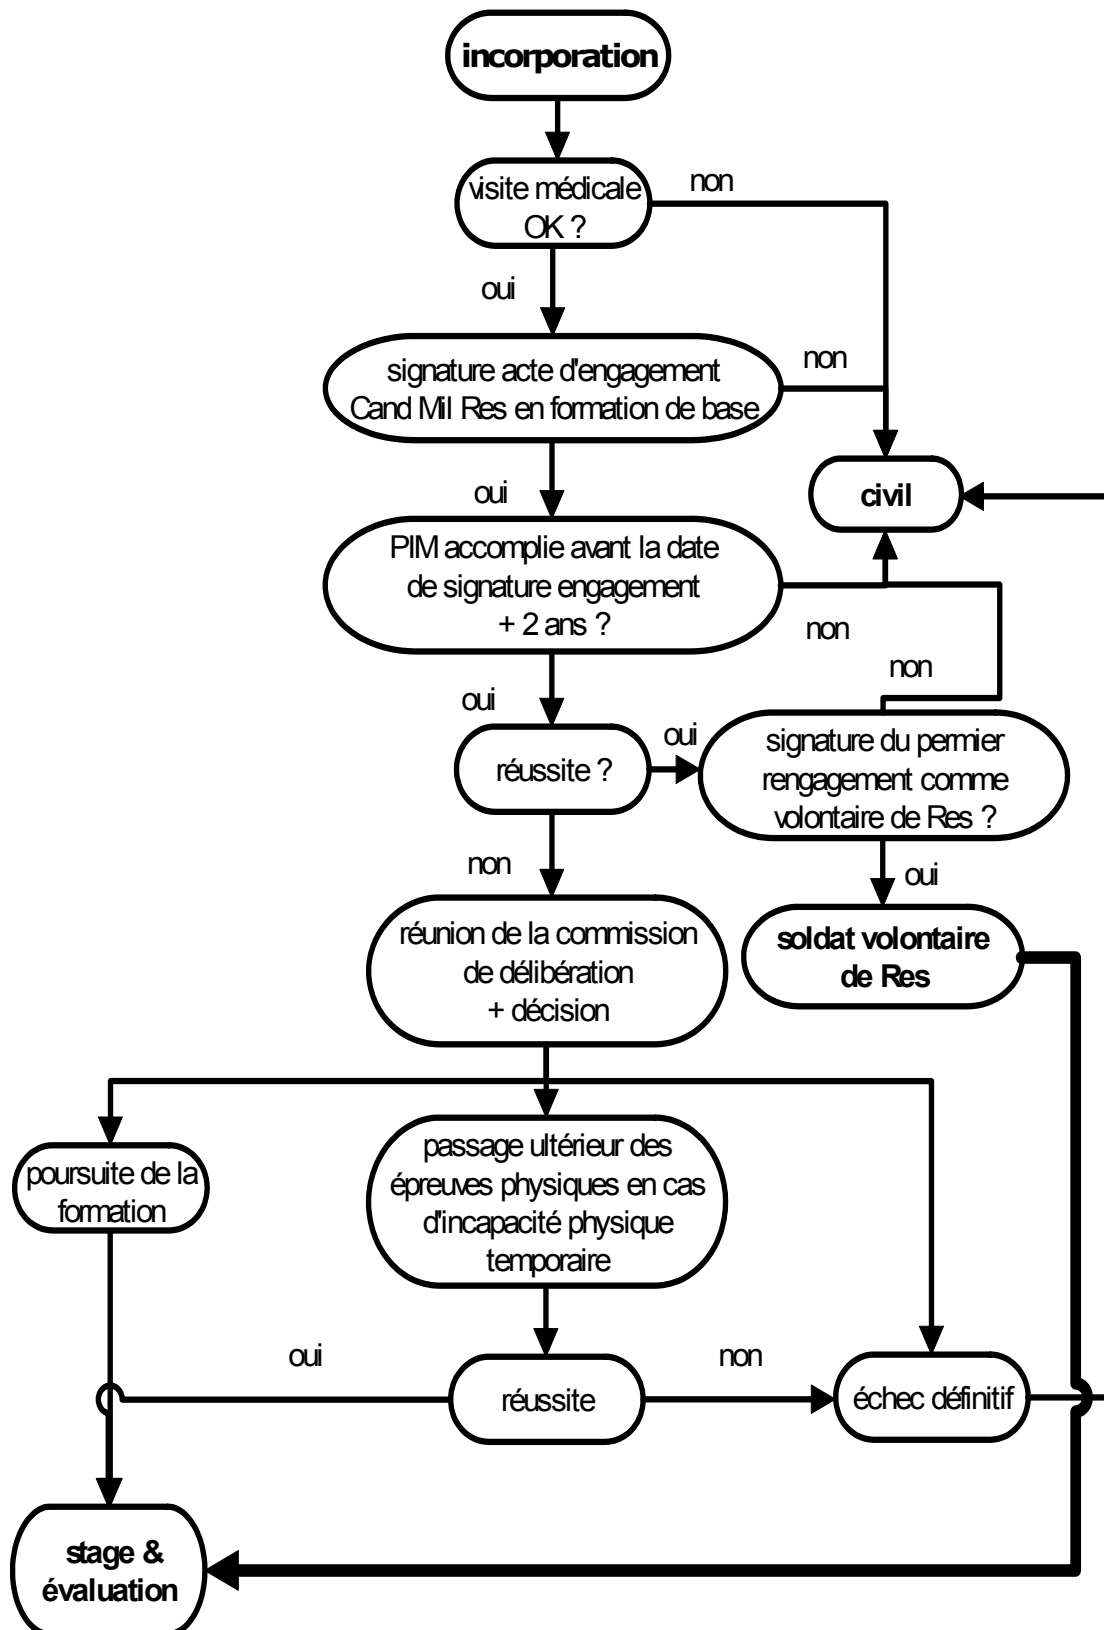 incorporation
visite médicale
OK ?
non
oui
signature acte d'engagement
Cand Mil Res en formation de base
non
oui
civil
PIM accomplie avant la date
de signature engagement
+ 2 ans ?
non
non
oui
réussite ?
oui
signature du permier
rengagement comme
volontaire de Res ?
non
oui
réunion de la commission
de délibération
+ décision
soldat volontaire
de Res
poursuite de la
formation
passage ultérieur des
épreuves physiques en cas
d'incapacité physique
temporaire
oui
réussite
non
échec définitif
stage &
évaluation